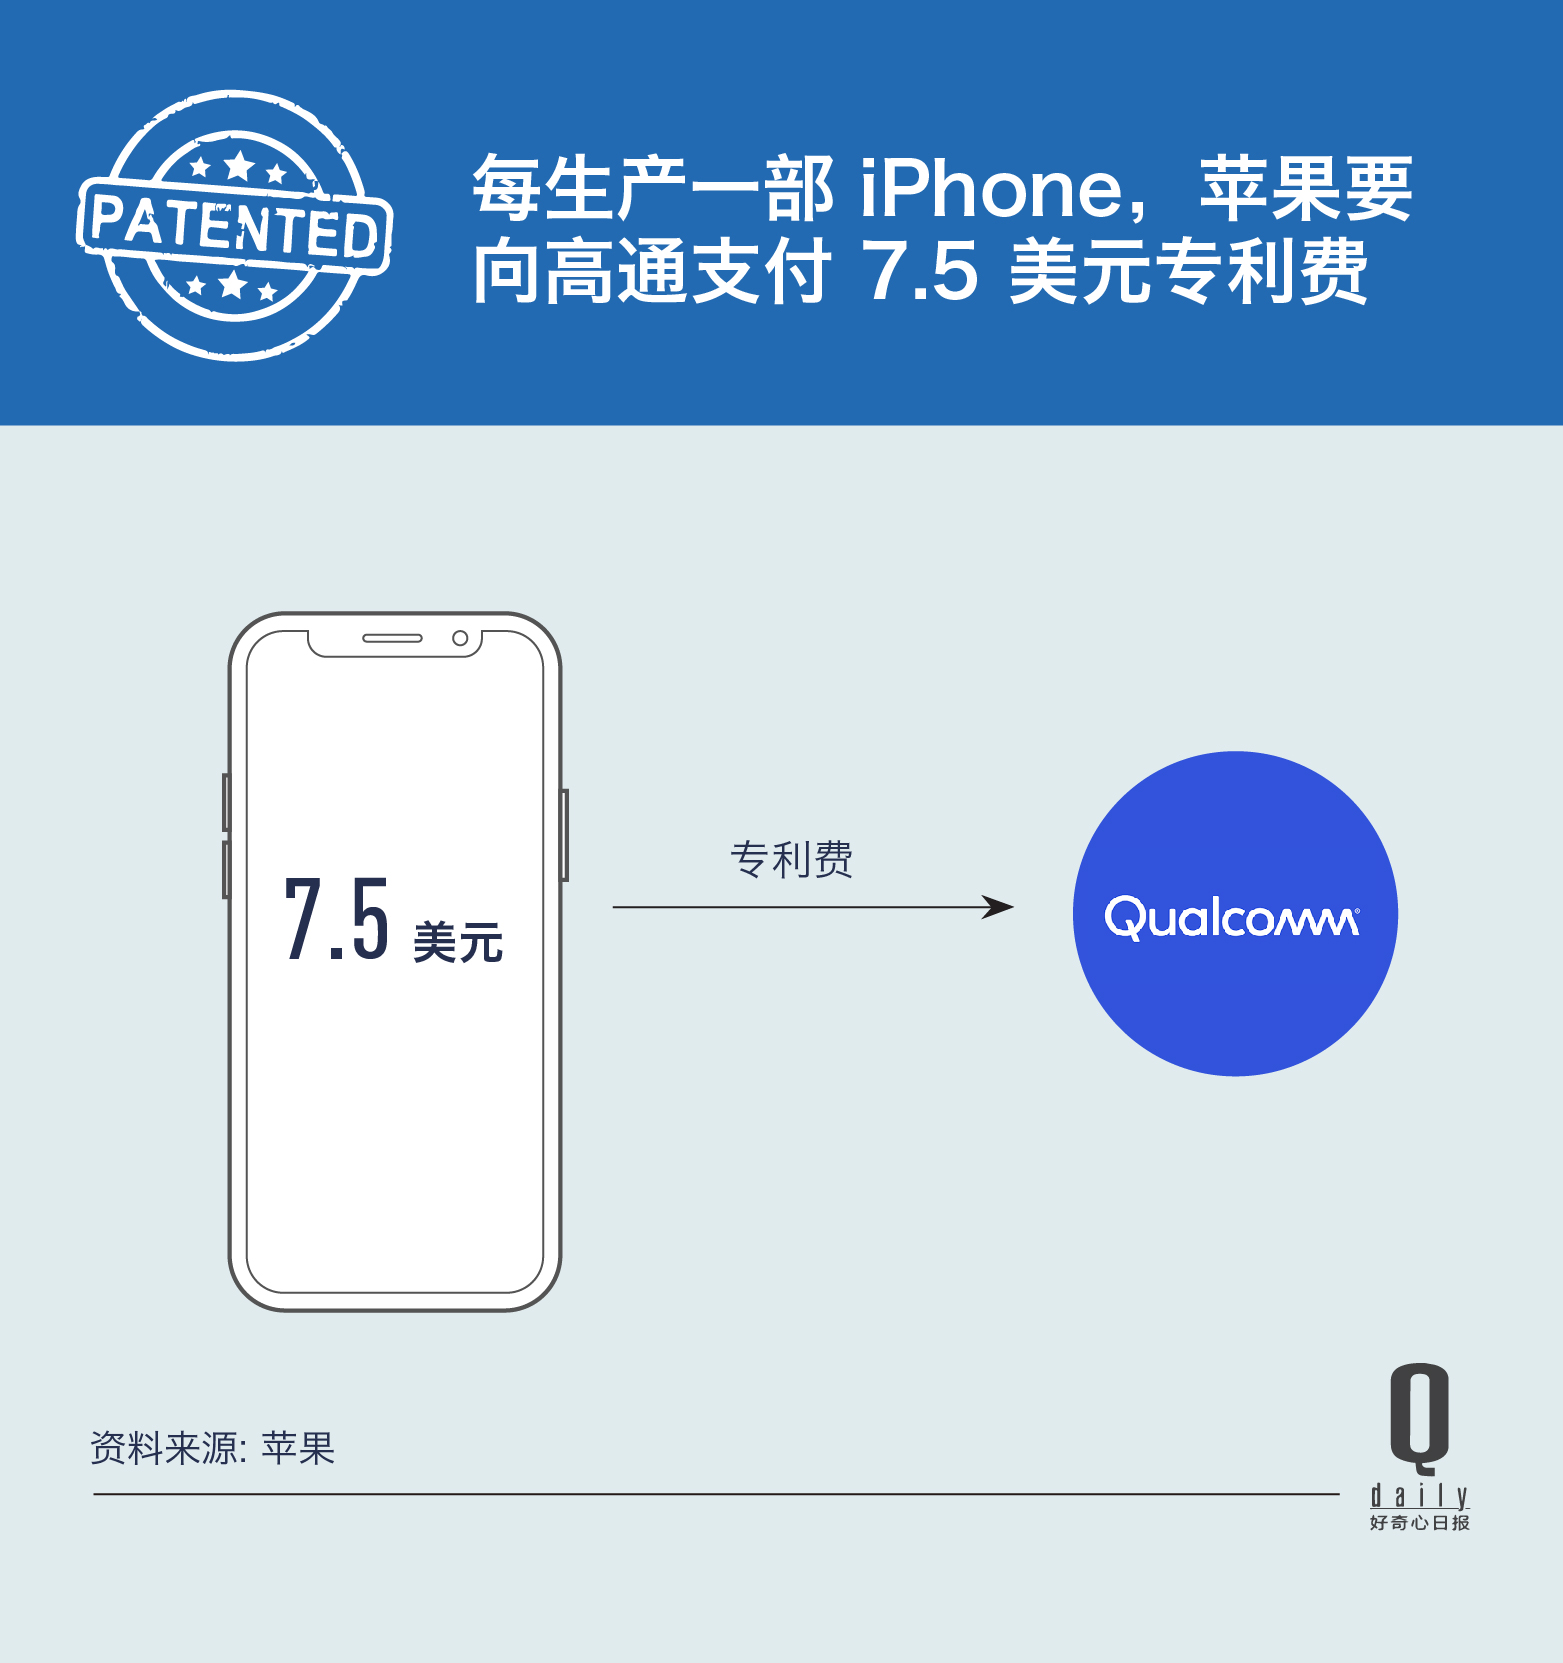 PATENTED
每生产一部 iPhone，苹果要
向高通支付 7.5 美元专利费
7.5 美元
专利费
Qualcomm®
资料来源: 苹果
Q
daily
好奇心日报